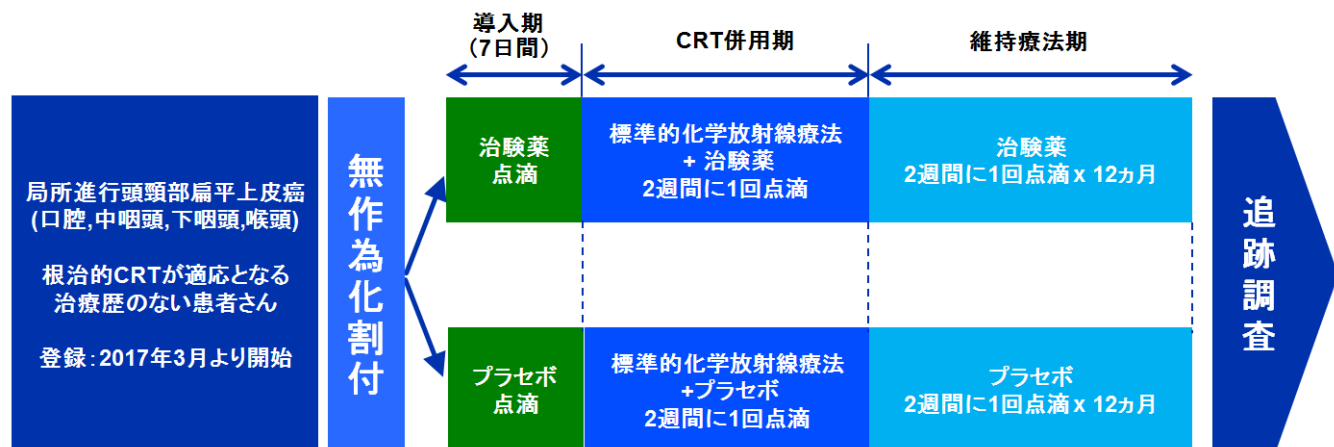 導入期
(7日間)
CRT併用期
維持療法期
局所進行頭頸部扁平上皮癌
(口腔,中咽頭,下咽頭,喉頭)
根治的CRTが適応となる
治療歴のない患者さん
登録：2017年3月より開始
無作為化割付
治験薬
点滴
標準的化学放射線療法
+ 治験薬
2週間に1回点滴
治験薬
2週間に1回点滴 x 12ヵ月
プラセボ
点滴
標準的化学放射線療法
+プラセボ
2週間に1回点滴
プラセボ
2週間に1回点滴 x 12ヵ月
追跡調査